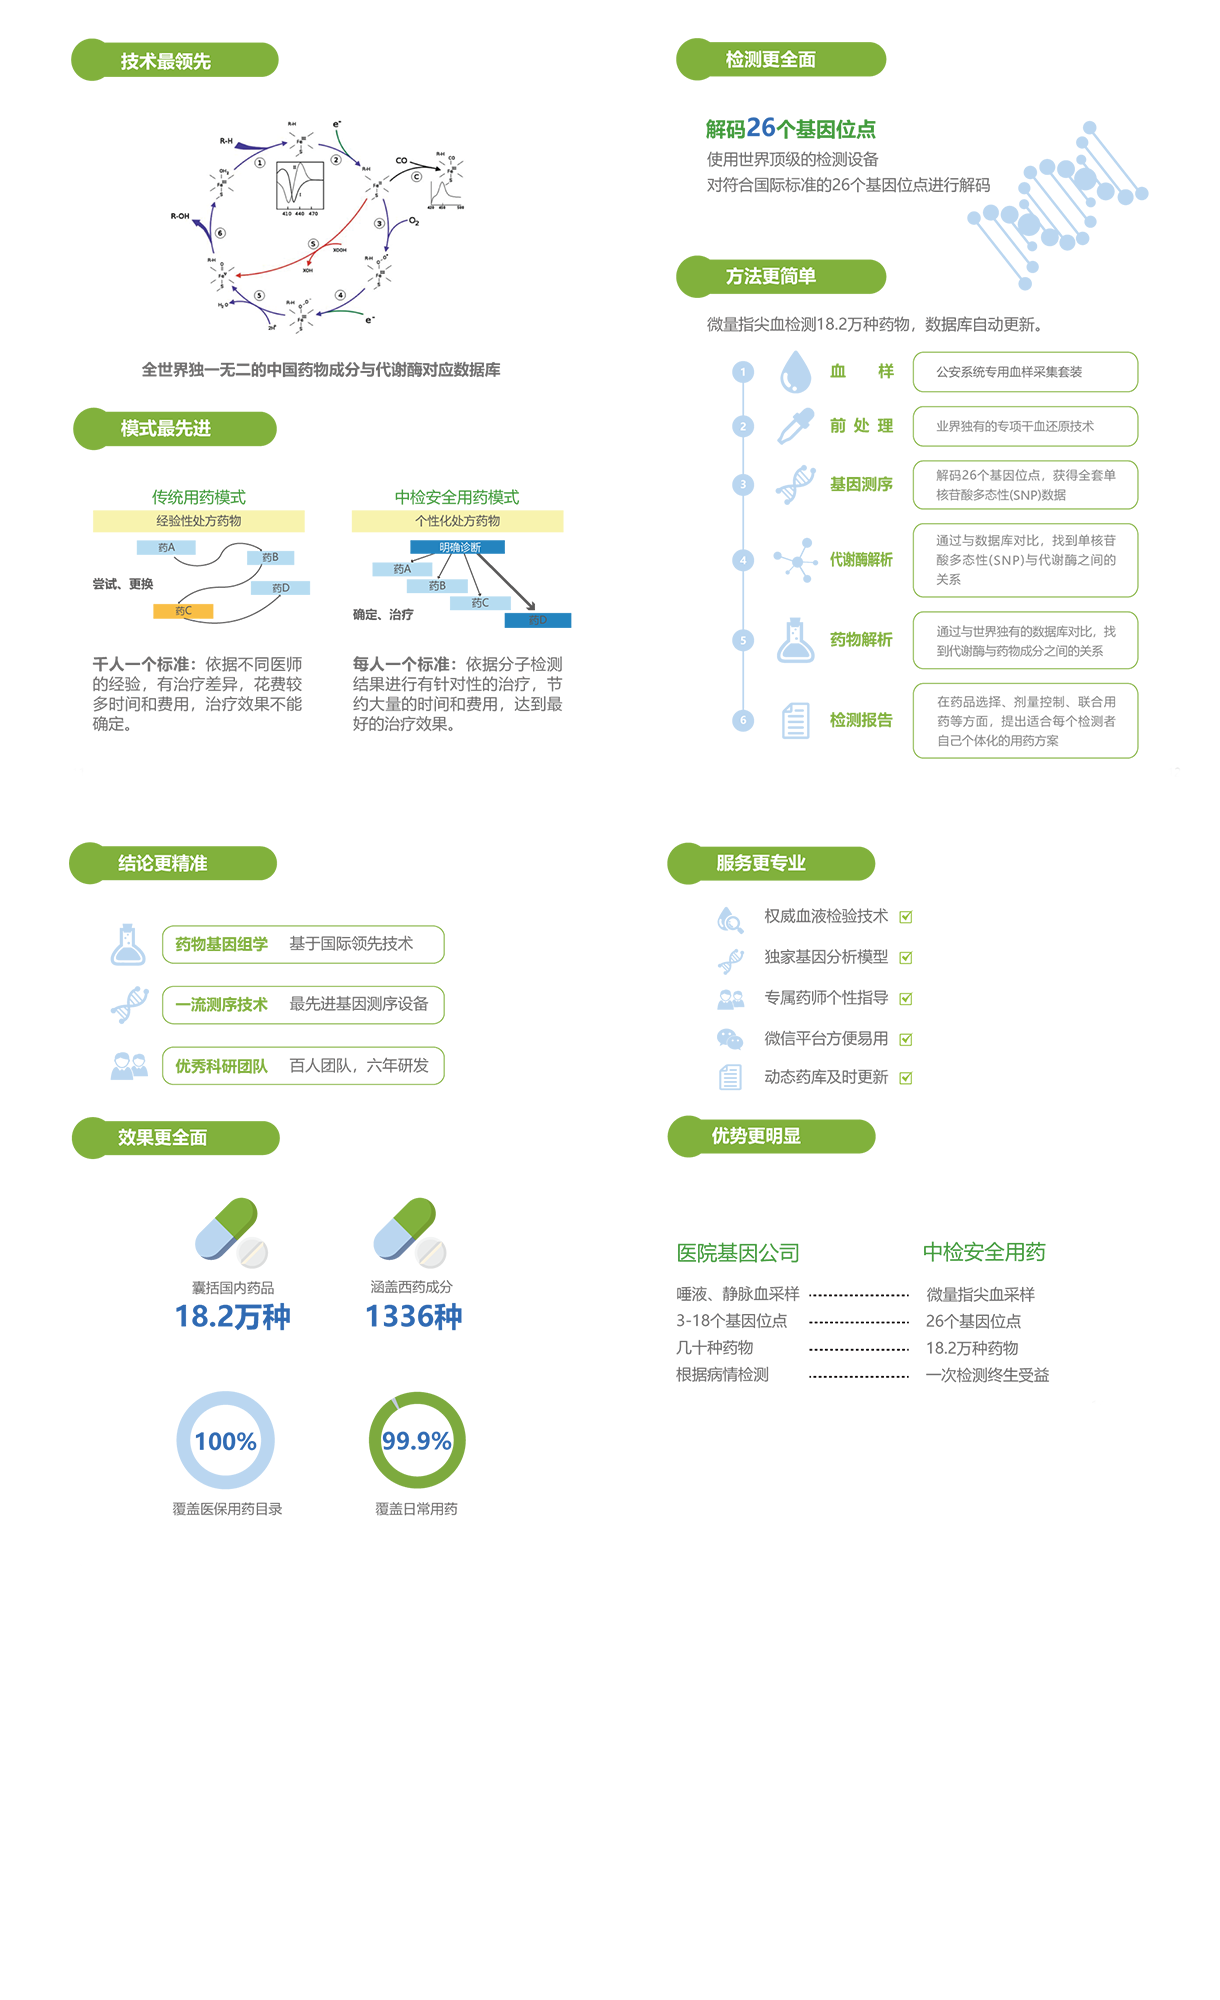 技术最领先
R-H
R-H
Fe
III
S
e⁻
1
2
OH₂
Fe
III
S
410 440 470
R-H
Fe
S
CO
C
R-H
CO
Fe
S
R-OH
6
3
O₂
S
XOOH
XOH
R-H
O
Fe
S
R-H
O
O
Fe
III
S
5
4
H₂O
2H⁺
R-H
O
O
Fe
III
S
e⁻
全世界独一无二的中国药物成分与代谢酶对应数据库
模式最先进
传统用药模式
经验性处方药物
药A
药B
尝试、更换
药D
药C
千人一个标准：依据不同医师
的经验，有治疗差异，花费较
多时间和费用，治疗效果不能
确定。
中检安全用药模式
个性化处方药物
明确诊断
药A
药B
药C
确定、治疗
药D
每人一个标准：依据分子检测
结果进行有针对性的治疗，节
约大量的时间和费用，达到最
好的治疗效果。
检测更全面
解码26个基因位点
使用世界顶级的检测设备
对符合国际标准的26个基因位点进行解码
方法更简单
微量指尖血检测18.2万种药物，数据库自动更新。
1 血 样 公安系统专用血样采集套装
2 前处理 业界独有的专项干血还原技术
3 基因测序 解码26个基因位点，获得全套单
核苷酸多态性(SNP)数据
4 代谢酶解析 通过与数据库对比，找到单核苷
酸多态性(SNP)与代谢酶之间的
关系
5 药物解析 通过与世界独有的数据库对比，找
到代谢酶与药物成分之间的关系
6 检测报告 在药品选择、剂量控制、联合用
药等方面，提出适合每个检测者
自己个体化的用药方案
结论更精准
药物基因组学 基于国际领先技术
一流测序技术 最先进基因测序设备
优秀科研团队 百人团队，六年研发
效果更全面
囊括国内药品
18.2万种
涵盖西药成分
1336种
100%
覆盖医保用药目录
99.9%
覆盖日常用药
服务更专业
权威血液检验技术
独家基因分析模型
专属药师个性指导
微信平台方便易用
动态药库及时更新
优势更明显
医院基因公司 中检安全用药
唾液、静脉血采样 微量指尖血采样
3-18个基因位点 26个基因位点
几十种药物 18.2万种药物
根据病情检测 一次检测终生受益